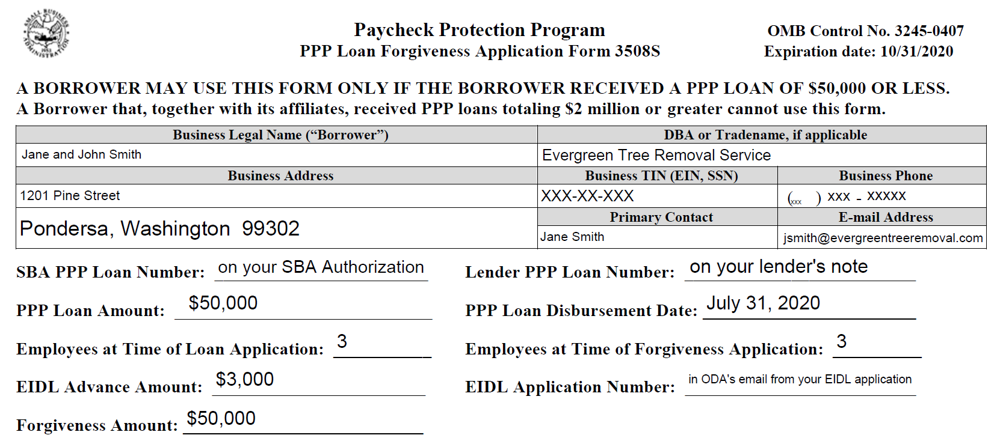 SMALL BUSINESS
ADMINISTRATION
1953
Paycheck Protection Program
OMB Control No. 3245-0407
PPP Loan Forgiveness Application Form 3508S
Expiration date: 10/31/2020
A BORROWER MAY USE THIS FORM ONLY IF THE BORROWER RECEIVED A PPP LOAN OF $50,000 OR LESS.
A Borrower that, together with its affiliates, received PPP loans totaling $2 million or greater cannot use this form.
Business Legal Name (“Borrower”)
DBA or Tradename, if applicable
Jane and John Smith
Evergreen Tree Removal Service
Business Address
Business TIN (EIN, SSN)
Business Phone
1201 Pine Street
XXX-XX-XXX
(xxx ) xxx - xxxxx
Primary Contact
E-mail Address
Pondersa, Washington 99302
Jane Smith
jsmith@evergreentreeremoval.com
SBA PPP Loan Number: on your SBA Authorization
Lender PPP Loan Number: on your lender's note
PPP Loan Amount: $50,000
PPP Loan Disbursement Date: July 31, 2020
Employees at Time of Loan Application: 3
Employees at Time of Forgiveness Application: 3
EIDL Advance Amount: $3,000
EIDL Application Number: in ODA's email from your EIDL application
Forgiveness Amount: $50,000